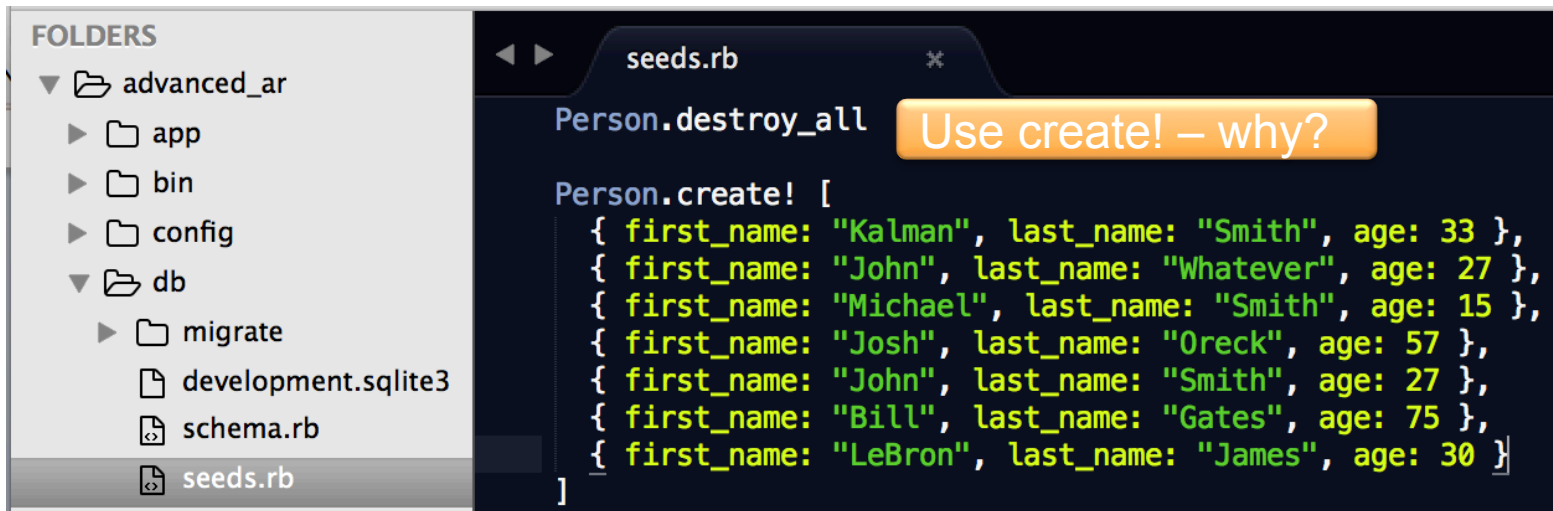 FOLDERS
advanced_ar
app
bin
config
db
migrate
development.sqlite3
schema.rb
seeds.rb
seeds.rb
Person.destroy_all
Use create! – why?
Person.create! [
{ first_name: "Kalman", last_name: "Smith", age: 33 },
{ first_name: "John", last_name: "Whatever", age: 27 },
{ first_name: "Michael", last_name: "Smith", age: 15 },
{ first_name: "Josh", last_name: "Oreck", age: 57 },
{ first_name: "John", last_name: "Smith", age: 27 },
{ first_name: "Bill", last_name: "Gates", age: 75 },
{ first_name: "LeBron", last_name: "James", age: 30 }
]